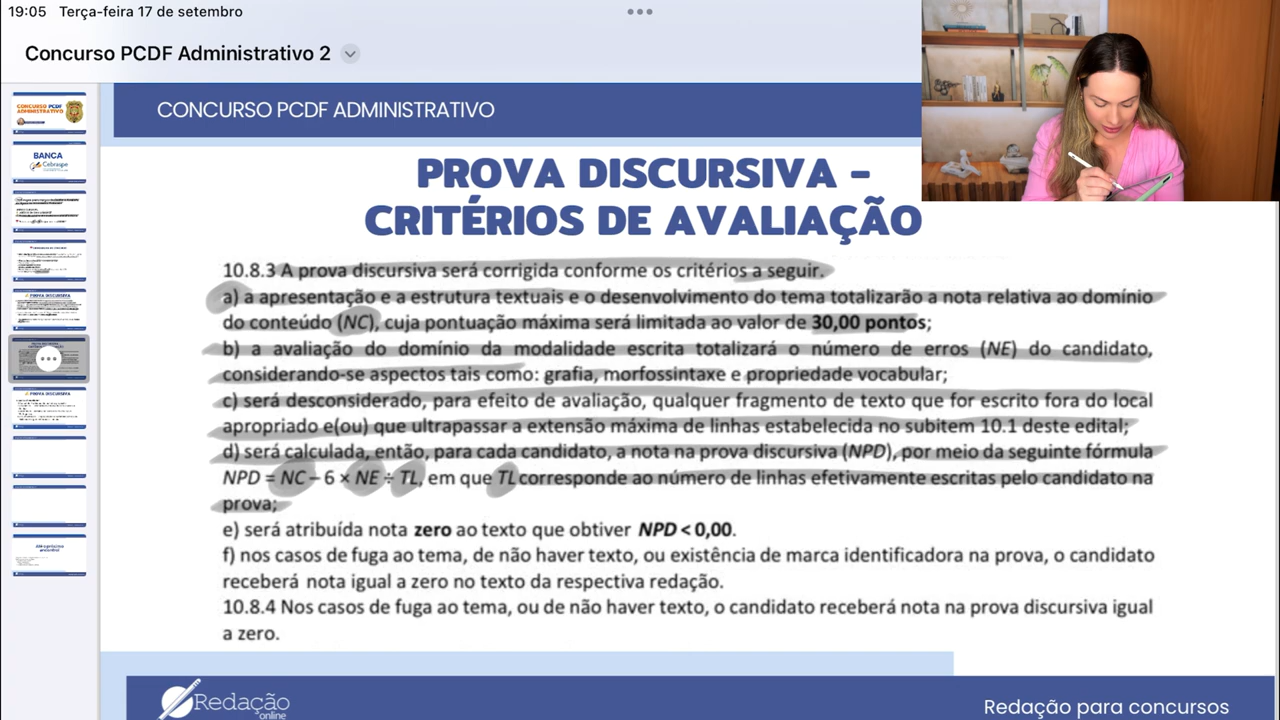 19:05 Terça-feira 17 de setembro
Concurso PCDF Administrativo 2
CONCURSO PCDF ADMINISTRATIVO
PROVA DISCURSIVA -
CRITÉRIOS DE AVALIAÇÃO
10.8.3 A prova discursiva será corrigida conforme os critérios a seguir.
a) a apresentação e a estrutura textuais e o desenvolvimento do tema totalizarão a nota relativa ao domínio
do conteúdo (NC), cuja pontuação máxima será limitada ao valor de 30,00 pontos;
b) a avaliação do domínio da modalidade escrita totalizará o número de erros (NE) do candidato,
considerando-se aspectos tais como: grafia, morfossintaxe e propriedade vocabular;
c) será desconsiderado, para efeito de avaliação, qualquer fragmento de texto que for escrito fora do local
apropriado e(ou) que ultrapassar a extensão máxima de linhas estabelecida no subitem 10.1 deste edital;
d) será calculada, então, para cada candidato, a nota na prova discursiva (NPD), por meio da seguinte fórmula
NPD = NC – 6 × NE ÷ TL, em que TL corresponde ao número de linhas efetivamente escritas pelo candidato na
prova;
e) será atribuída nota zero ao texto que obtiver NPD < 0,00.
f) nos casos de fuga ao tema, de não haver texto, ou existência de marca identificadora na prova, o candidato
receberá nota igual a zero no texto da respectiva redação.
10.8.4 Nos casos de fuga ao tema, ou de não haver texto, o candidato receberá nota na prova discursiva igual
a zero.
CONCURSO PCDF
ADMINISTRATIVO
BANCA
Cebraspe
PROVA DISCURSIVA
PROVA DISCURSIVA
Redação
online
Redação para concursos